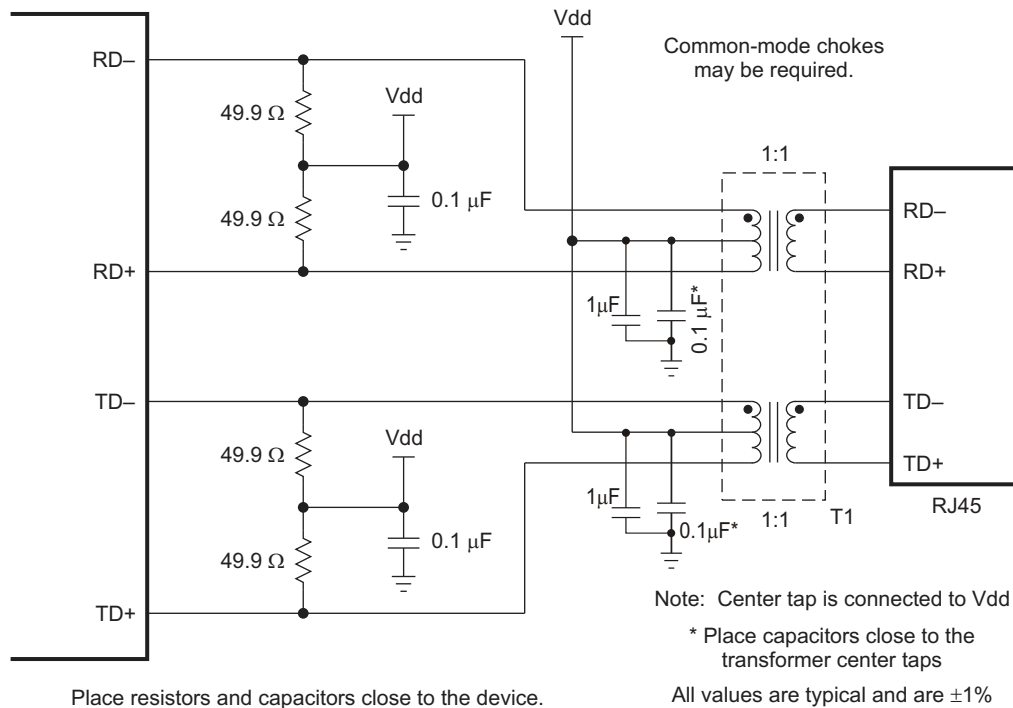 Vdd
Common-mode chokes
may be required.
RD–
49.9 Ω
Vdd
0.1 μF
49.9 Ω
RD+
1:1
RD–
RD+
1μF
0.1 μF*
TD–
49.9 Ω
Vdd
0.1 μF
49.9 Ω
TD+
TD–
TD+
1μF
0.1μF*
1:1
T1
RJ45
Note: Center tap is connected to Vdd
* Place capacitors close to the
transformer center taps
Place resistors and capacitors close to the device.
All values are typical and are ±1%